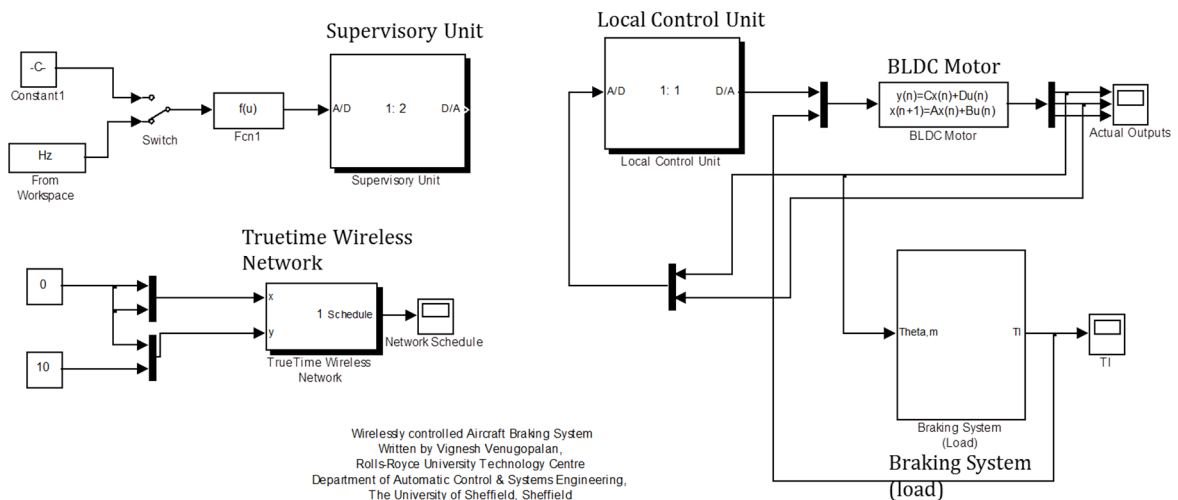 Supervisory Unit
-C-
Constant1
Hz
From
Workspace
Switch
f(u)
Fcn1
A/D
1: 2
D/A
Supervisory Unit
Local Control Unit
A/D
1: 1
D/A
Local Control Unit
BLDC Motor
y(n)=Cx(n)+Du(n)
x(n+1)=Ax(n)+Bu(n)
BLDC Motor
Actual Outputs
Truetime Wireless
Network
0
10
x
y
1 Schedule
TrueTime Wireless
Network
Network Schedule
Theta,m
Tl
Braking System
(Load)
Tl
Braking System
(load)
Wirelessly controlled Aircraft Braking System
Written by Vignesh Venugopalan,
Rolls-Royce University Technology Centre
Department of Automatic Control & Systems Engineering,
The University of Sheffield, Sheffield